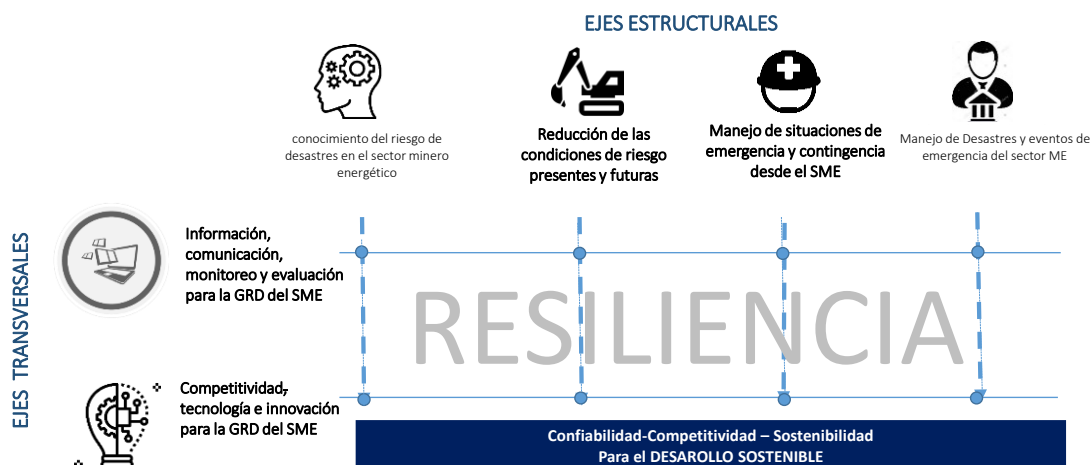 EJES ESTRUCTURALES
conocimiento del riesgo de
desastres en el sector minero
energético
Reducción de las
condiciones de riesgo
presentes y futuras
Manejo de situaciones de
emergencia y contingencia
desde el SME
Manejo de Desastres y eventos de
emergencia del sector ME
EJES TRANSVERSALES
Información,
comunicación,
monitoreo y evaluación
para la GRD del SME
RESILIENCIA
Competitividad,
tecnología e innovación
para la GRD del SME
Confiabilidad-Competitividad – Sostenibilidad
Para el DESAROLLO SOSTENIBLE